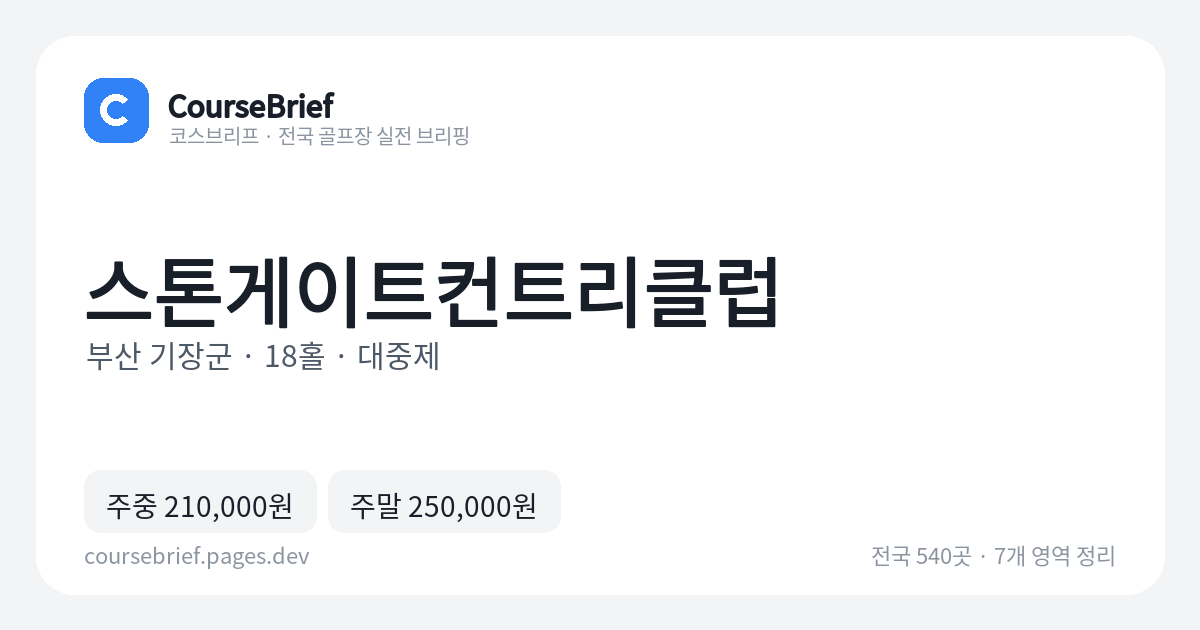 C
CourseBrief
코스브리프 · 전국 골프장 실전 브리핑
스톤게이트컨트리클럽
부산 기장군 · 18홀 · 대중제
주중 210,000원 주말 250,000원
coursebrief.pages.dev 전국 540곳 · 7개 영역 정리